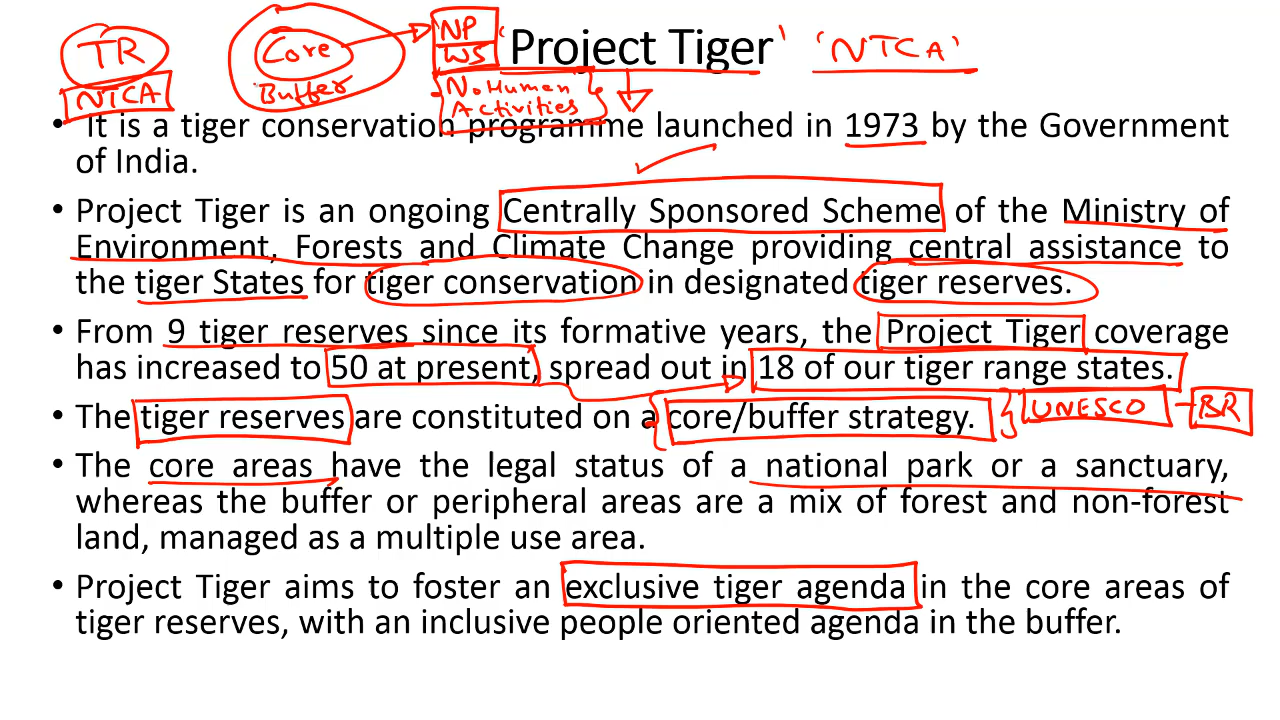 TR
NTCA
Core
Buffer
NP
WS
No Human
Activities
'Project Tiger'
'NTCA'
• It is a tiger conservation programme launched in 1973 by the Government
of India.
• Project Tiger is an ongoing Centrally Sponsored Scheme of the Ministry of
Environment, Forests and Climate Change providing central assistance to
the tiger States for tiger conservation in designated tiger reserves.
• From 9 tiger reserves since its formative years, the Project Tiger coverage
has increased to 50 at present, spread out in 18 of our tiger range states.
• The tiger reserves are constituted on a core/buffer strategy.
UNESCO - BR
• The core areas have the legal status of a national park or a sanctuary,
whereas the buffer or peripheral areas are a mix of forest and non-forest
land, managed as a multiple use area.
• Project Tiger aims to foster an exclusive tiger agenda in the core areas of
tiger reserves, with an inclusive people oriented agenda in the buffer.